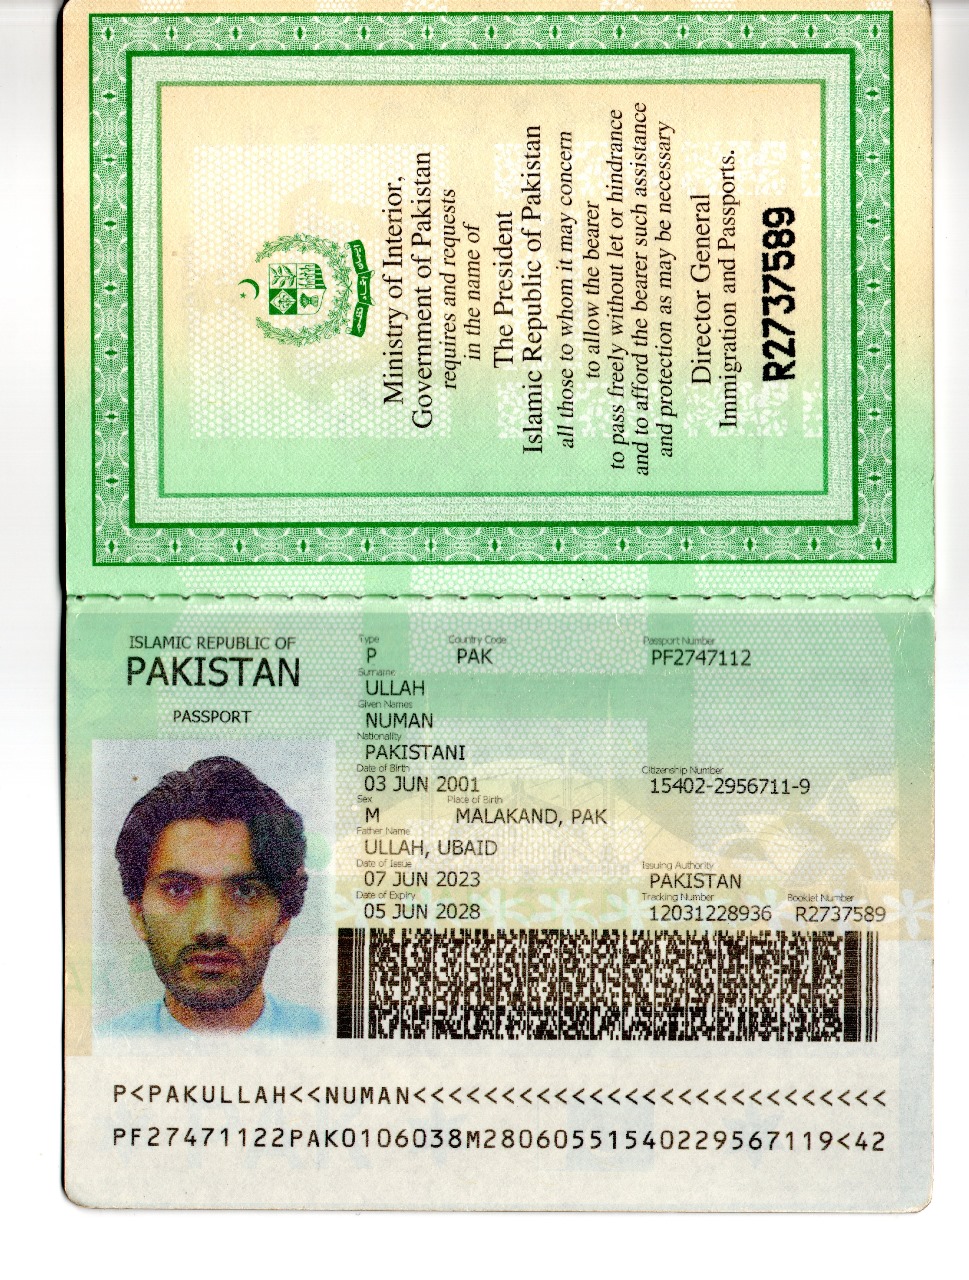 Ministry of Interior,
Government of Pakistan
requires and requests
in the name of
The President
Islamic Republic of Pakistan
all those to whom it may concern
to allow the bearer
to pass freely without let or hindrance
and to afford the bearer such assistance
and protection as may be necessary
Director General
Immigration and Passports.
R2737589
ISLAMIC REPUBLIC OF
PAKISTAN
PASSPORT
Type Country Code Passport Number
P PAK PF2747112
Surname
ULLAH
Given Names
NUMAN
Nationality
PAKISTANI
Date of Birth Citizenship Number
03 JUN 2001 15402-2956711-9
Sex Place of Birth
M MALAKAND, PAK
Father Name
ULLAH, UBAID
Date of Issue Issuing Authority
07 JUN 2023 PAKISTAN
Date of Expiry Tracking Number Booklet Number
05 JUN 2028 12031228936 R2737589
P<PAKULLAH<<NUMAN<<<<<<<<<<<<<<<<<<<<<<<<<<<
PF27471122PAK0106038M28060551540229567119<42